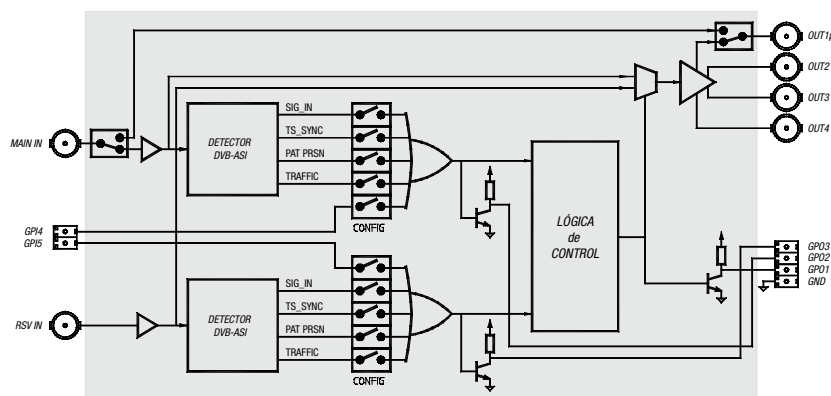 OUT1p
OUT2
OUT3
OUT4
MAIN IN
DETECTOR
DVB-ASI
SIG_IN
TS_SYNC
PAT PRSN
TRAFFIC
CONFIG
GPI4
GPI5
LÓGICA
de
CONTROL
GPO3
GPO2
GPO1
GND
RSV IN
DETECTOR
DVB-ASI
SIG_IN
TS_SYNC
PAT PRSN
TRAFFIC
CONFIG